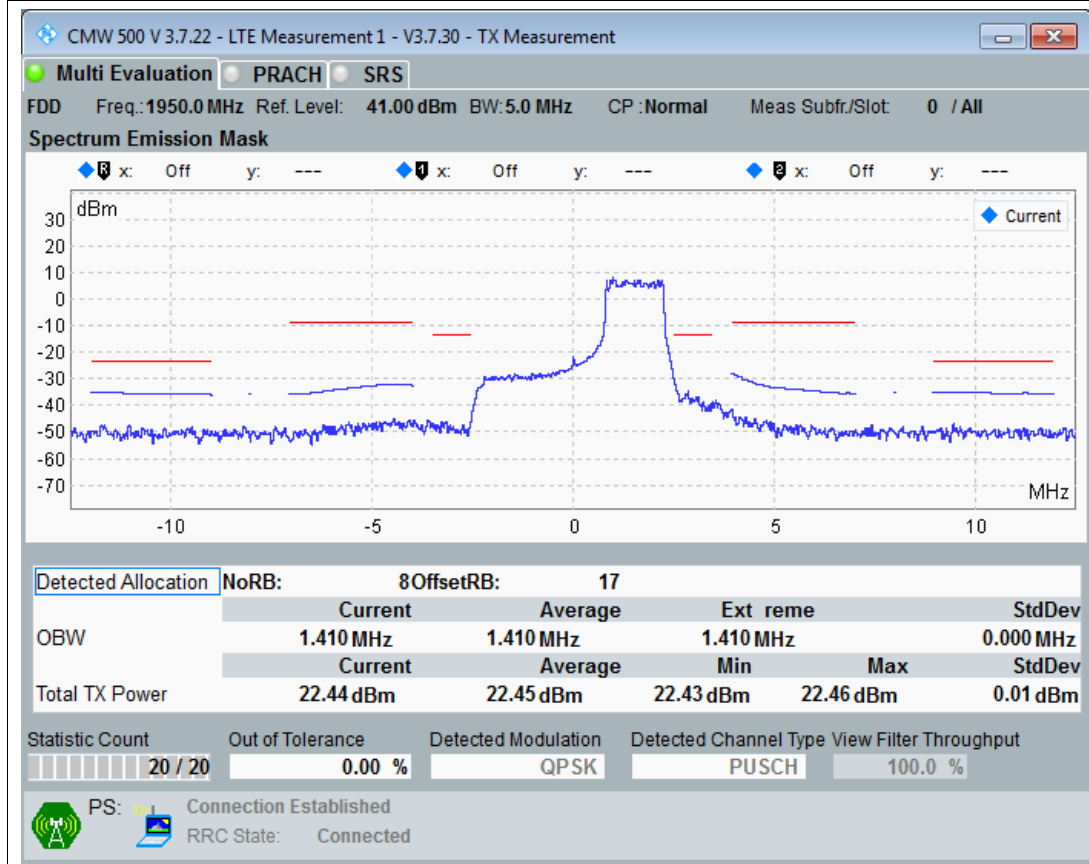 CMW 500 V 3.7.22 - LTE Measurement 1 - V3.7.30 - TX Measurement
Multi Evaluation PRACH SRS
FDD Freq.: 1950.0 MHz Ref. Level: 41.00 dBm BW: 5.0 MHz CP : Normal Meas Subfr./Slot: 0 / All
Spectrum Emission Mask
R x: Off y: --- 1 x: Off y: --- 2 x: Off y: ---
dBm
Current
30
20
10
0
-10
-20
-30
-40
-50
-60
-70
MHz
-10 -5 0 5 10
Detected Allocation NoRB: 8 OffsetRB: 17
Current Average Ext reme StdDev
OBW 1.410 MHz 1.410 MHz 1.410 MHz 0.000 MHz
Current Average Min Max StdDev
Total TX Power 22.44 dBm 22.45 dBm 22.43 dBm 22.46 dBm 0.01 dBm
Statistic Count Out of Tolerance Detected Modulation Detected Channel Type View Filter Throughput
20 / 20 0.00 % QPSK PUSCH 100.0 %
PS: Connection Established
RRC State: Connected